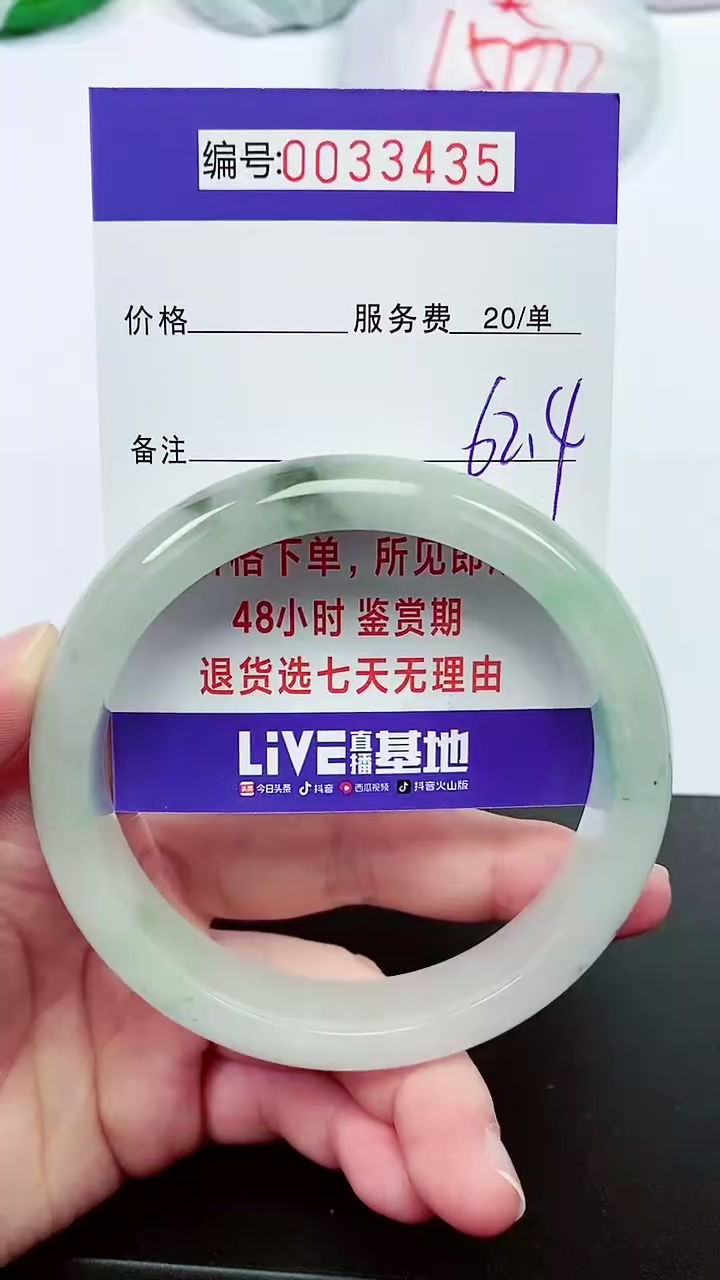 编号:0033435
价格 服务费 20/单
备注 62.4
格下单，所见即
48小时 鉴赏期
退货选七天无理由
LiVE直播基地
头条 今日头条 抖音 西瓜视频 抖音火山版